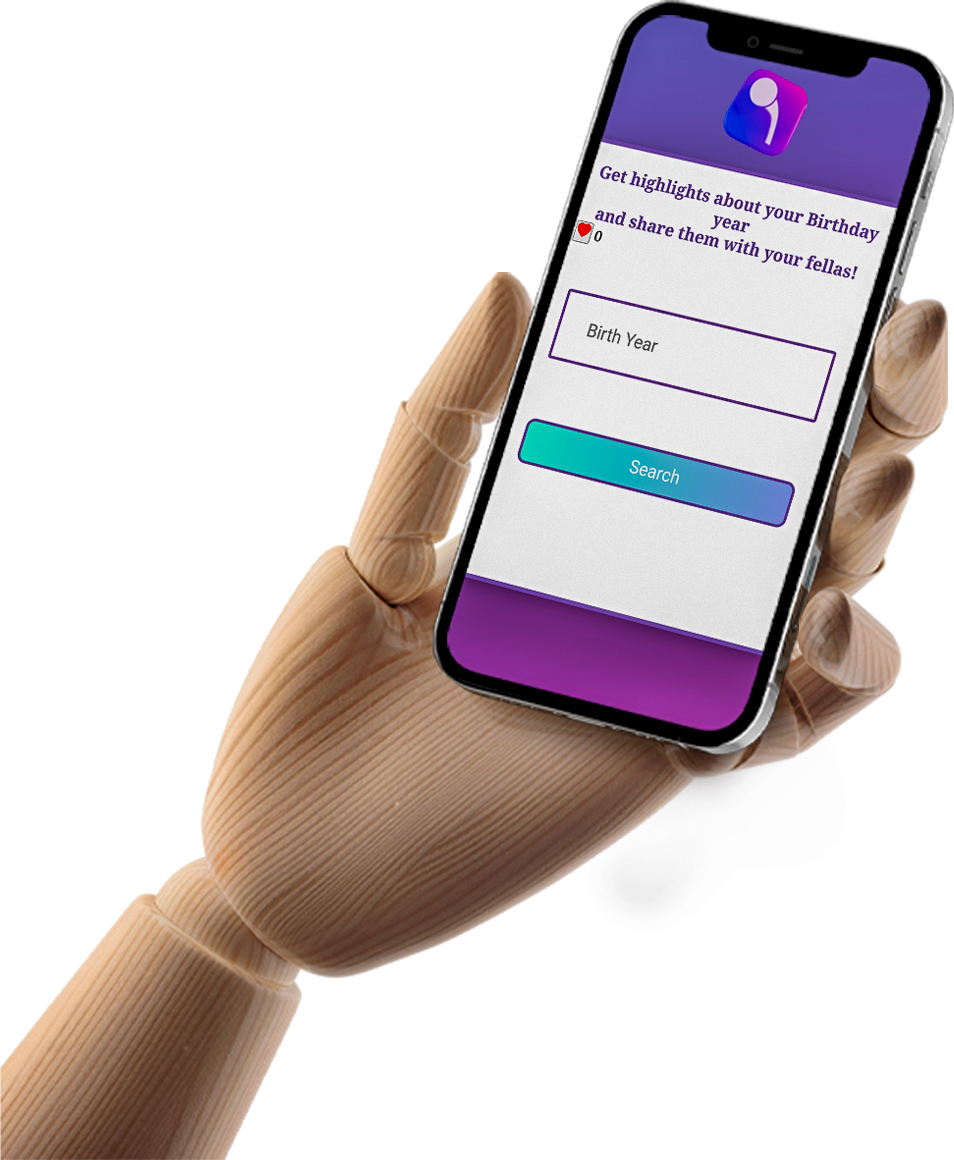 Get highlights about your Birthday
year
and share them with your fellas!
0
Birth Year
Search